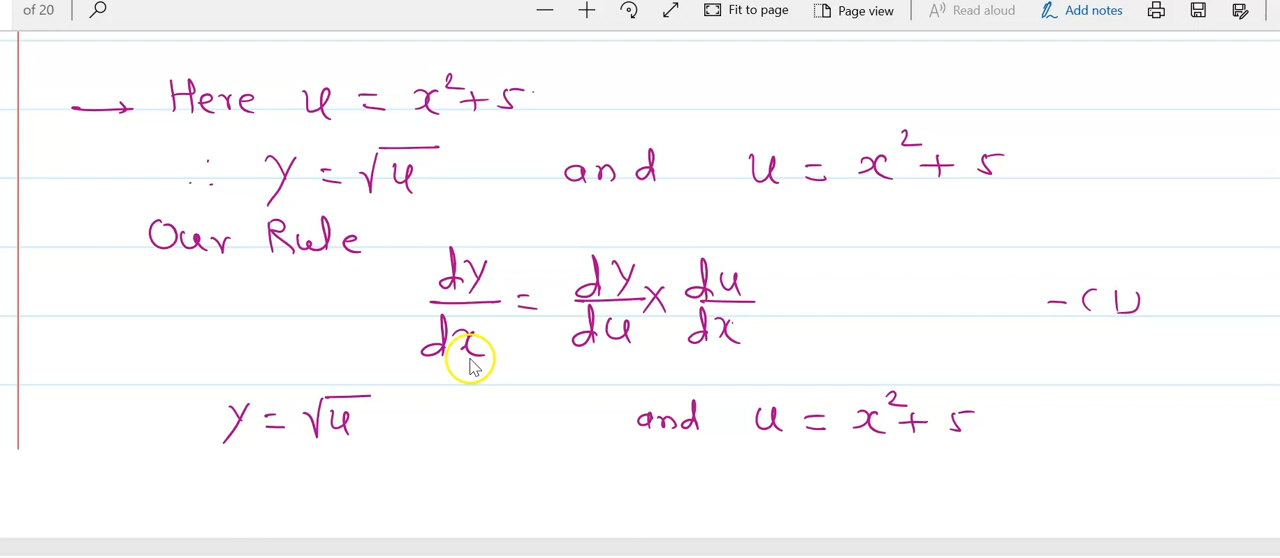 of 20 Fit to page Page view Read aloud Add notes
→ Here u = x² + 5
∴ y = √u and u = x² + 5
Our Rule
dy/dx = dy/du × du/dx - (1)
y = √u and u = x² + 5